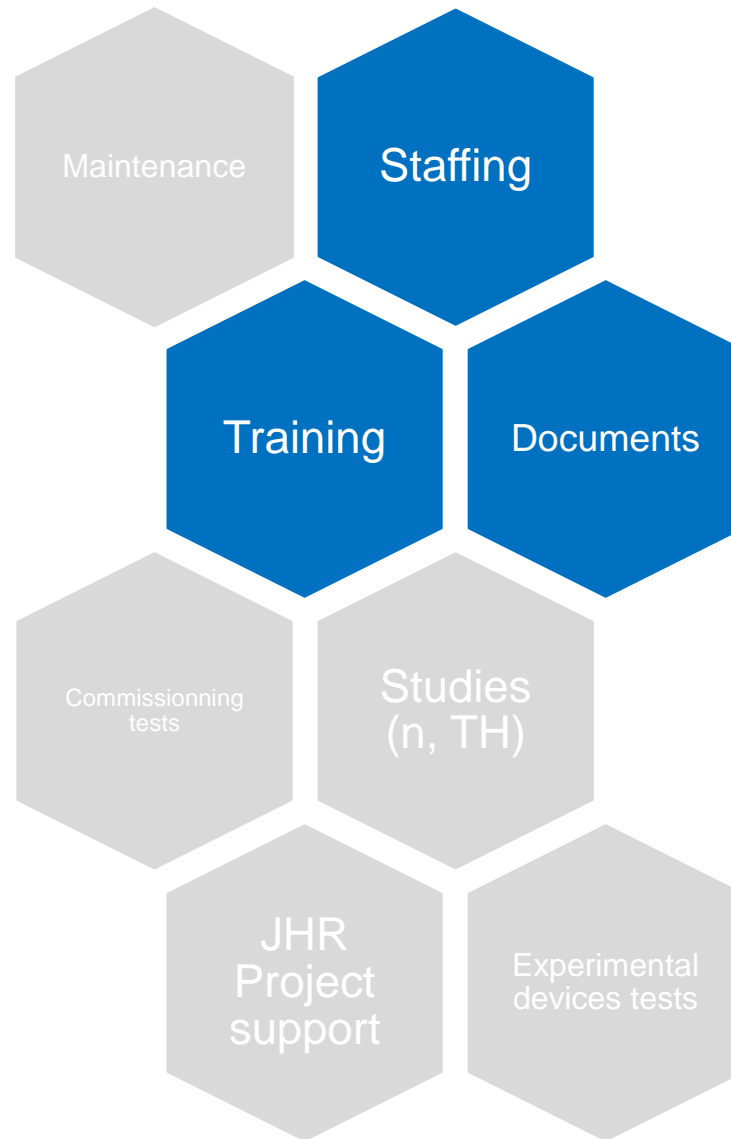 Maintenance
Staffing
Training
Documents
Commissionning
tests
Studies
(n, TH)
JHR
Project
support
Experimental
devices tests